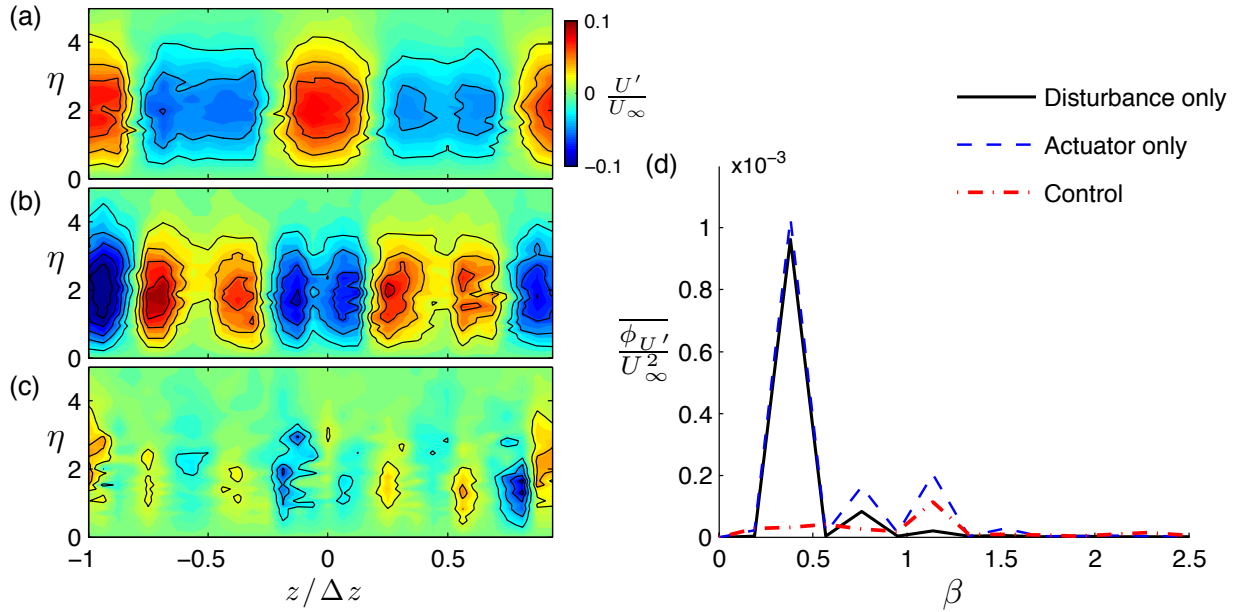 (a)
η
4
2
0
0.1
0
−0.1
U′
U∞
(b)
η
4
2
0
(c)
η
4
2
0
−1
−0.5
0
0.5
z/Δz
Disturbance only
Actuator only
Control
(d)
x10⁻³
1
0.8
0.6
0.4
0.2
0
ϕU′
U²∞
0
0.5
1
1.5
2
2.5
β